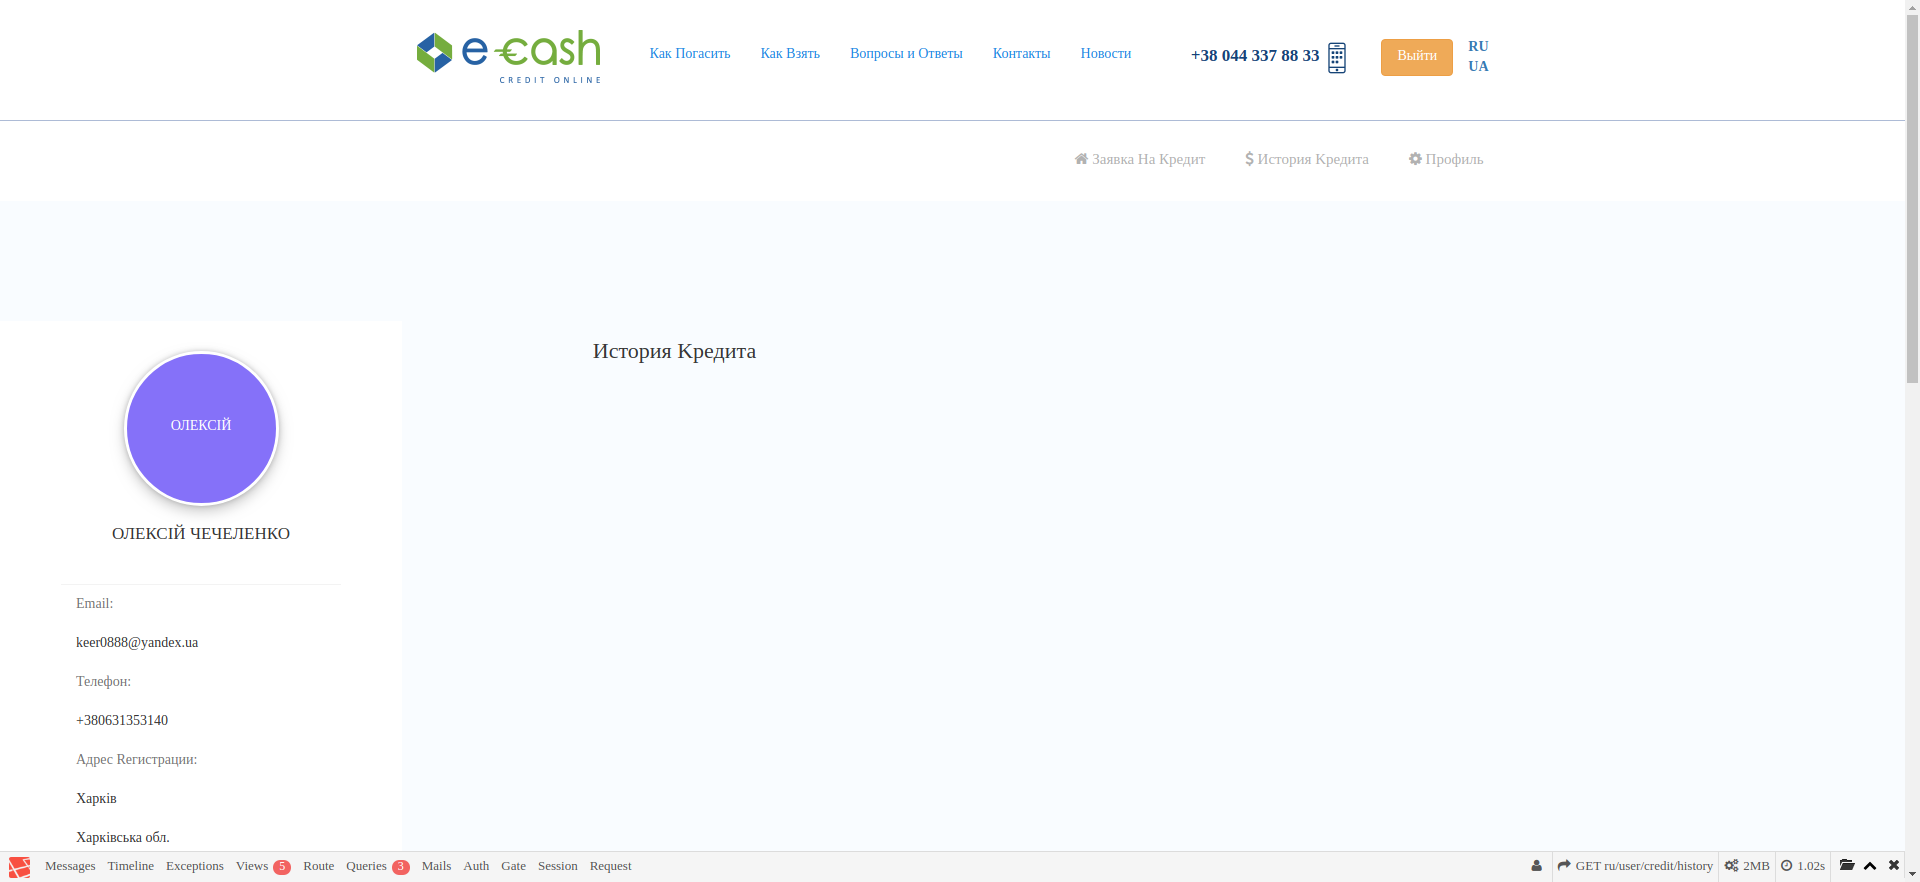 e-cash
CREDIT ONLINE
Как Погасить
Как Взять
Вопросы и Ответы
Контакты
Новости
+38 044 337 88 33
Выйти
RU
UA
Заявка На Кредит
История Кредита
Профиль
История Кредита
ОЛЕКСІЙ
ОЛЕКСІЙ ЧЕЧЕЛЕНКО
Email:
keer0888@yandex.ua
Телефон:
+380631353140
Адрес Rегистрации:
Харків
Харківська обл.
Messages Timeline Exceptions Views 5 Route Queries 3 Mails Auth Gate Session Request GET ru/user/credit/history 2MB 1.02s